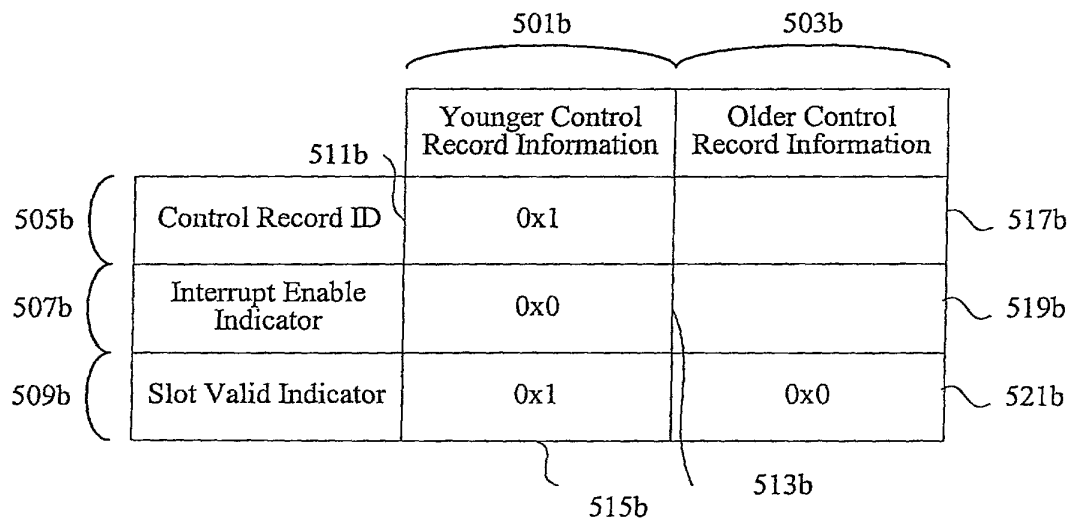 501b 503b
Younger Control
Record Information
Older Control
Record Information
511b
505b Control Record ID 0x1 517b
507b Interrupt Enable
Indicator 0x0 519b
509b Slot Valid Indicator 0x1 0x0 521b
513b
515b